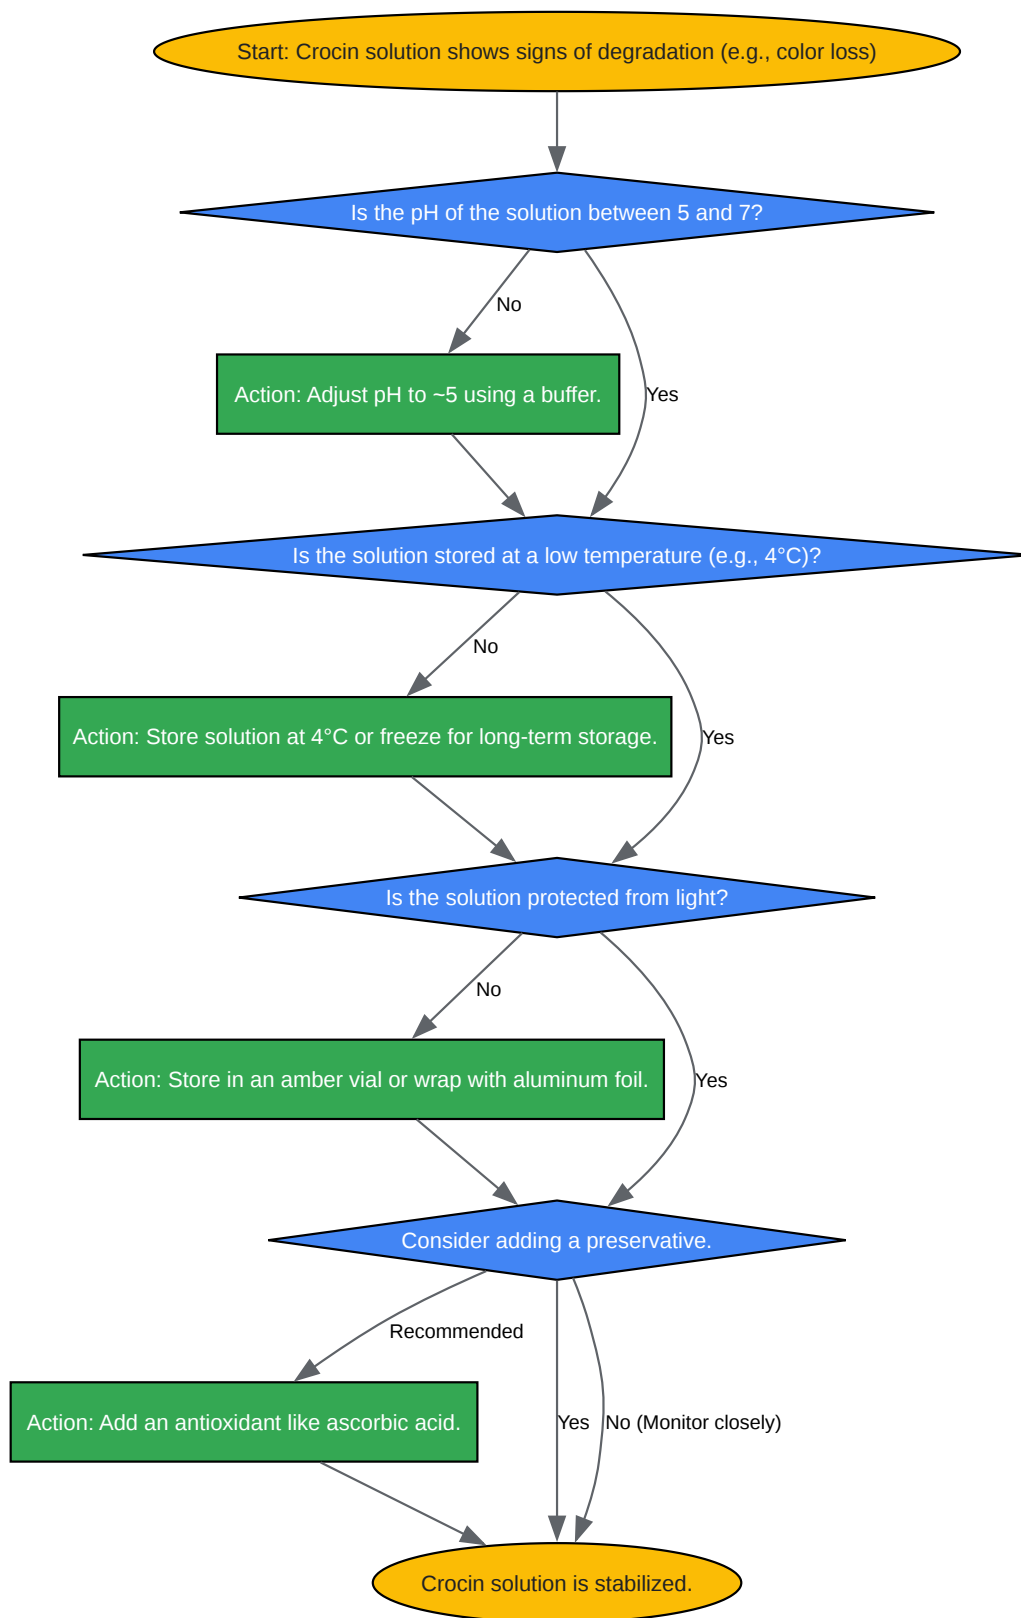 Start: Crocin solution shows signs of degradation (e.g., color loss)
Is the pH of the solution between 5 and 7?
No
Action: Adjust pH to ~5 using a buffer.
Yes
Is the solution stored at a low temperature (e.g., 4°C)?
No
Action: Store solution at 4°C or freeze for long-term storage.
Yes
Is the solution protected from light?
No
Action: Store in an amber vial or wrap with aluminum foil.
Yes
Consider adding a preservative.
Recommended
Action: Add an antioxidant like ascorbic acid.
Yes
No (Monitor closely)
Crocin solution is stabilized.